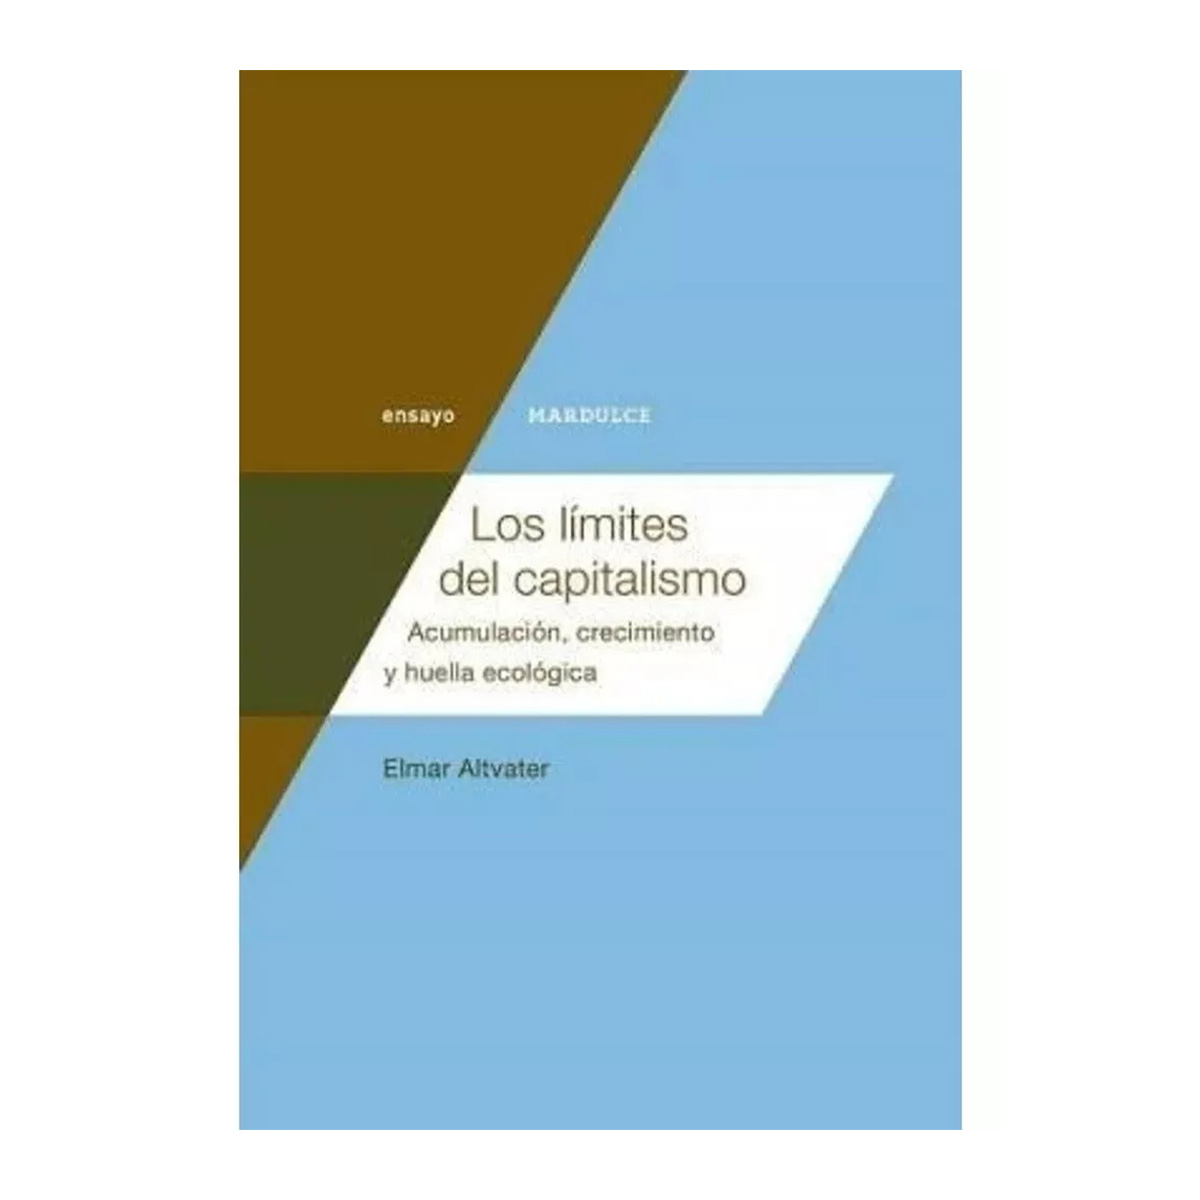 ensayo
MARDULCE
Los límites
del capitalismo
Acumulación, crecimiento
y huella ecológica
Elmar Altvater